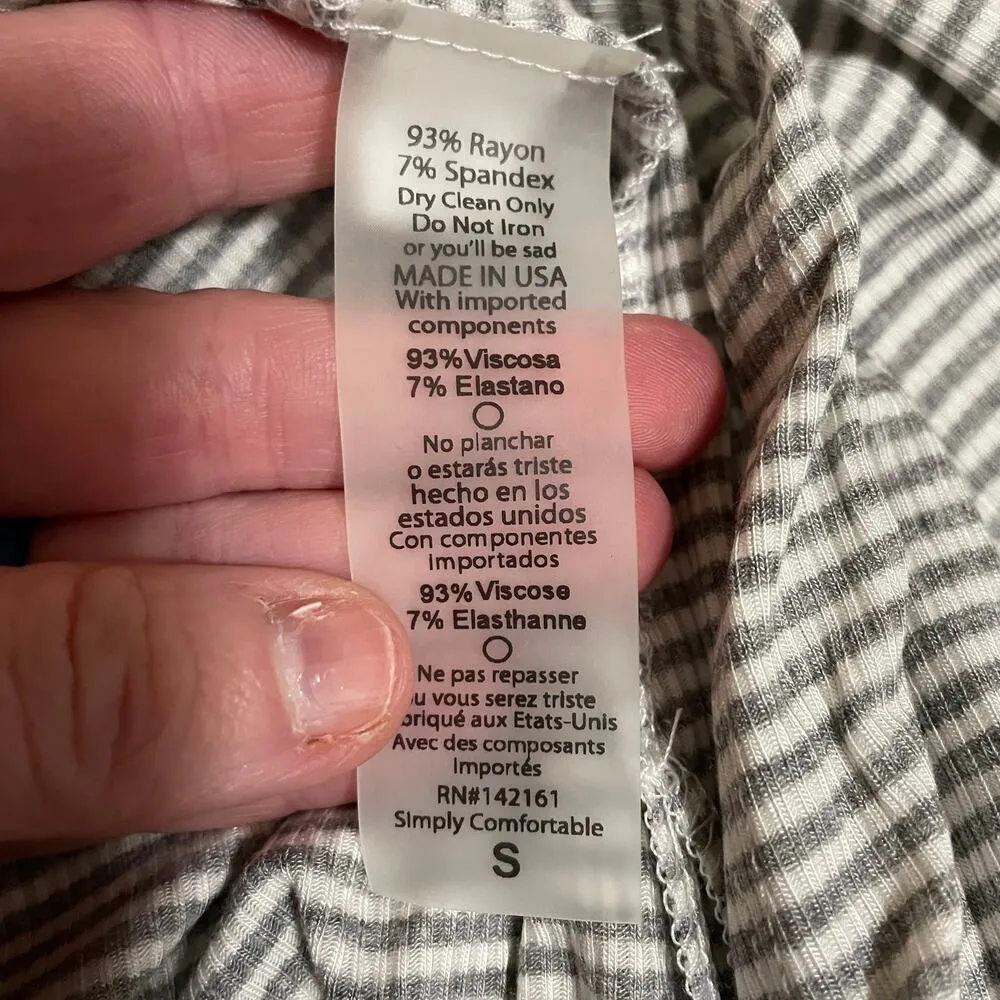 93% Rayon
7% Spandex
Dry Clean Only
Do Not Iron
or you'll be sad
MADE IN USA
With imported
components
93%Viscosa
7% Elastano
No planchar
o estarás triste
hecho en los
estados unidos
Con componentes
importados
93%Viscose
7% Elasthanne
Ne pas repasser
vous serez triste
aux Etats-Unis
Avec des composants
Importés
RN#142161
Simply Comfortable
S